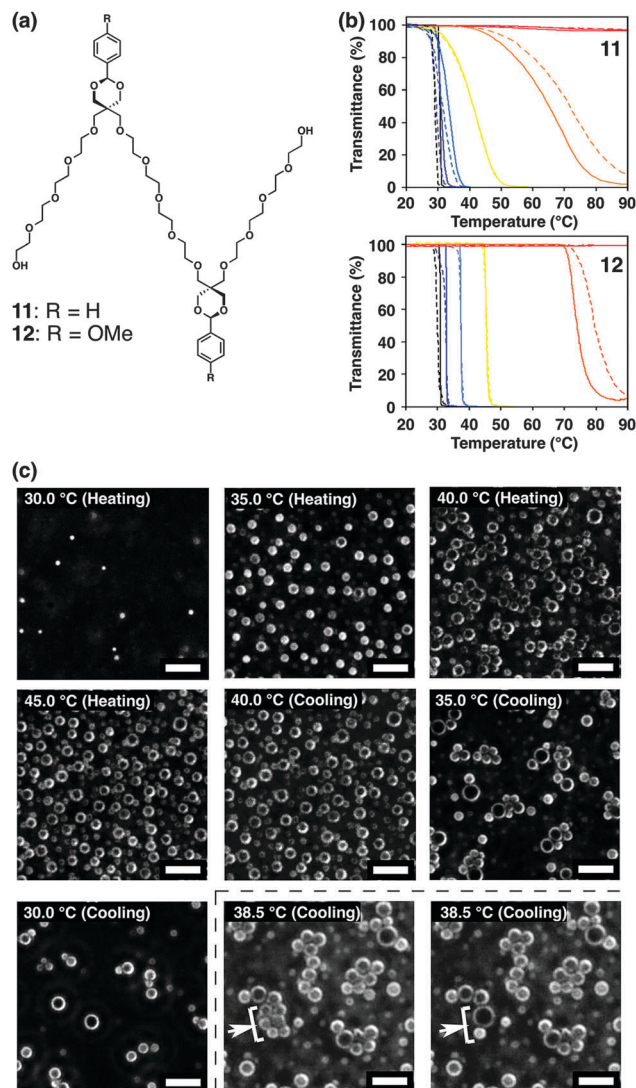 (a)
R
O
O
O
O
O
O
OH
O
O
O
O
O
O
O
O
OH
O
O
O
O
R
11: R = H
12: R = OMe
(b)
Transmittance (%)
100
80
60
40
20
0
11
20 30 40 50 60 70 80 90
Temperature (°C)
Transmittance (%)
100
80
60
40
20
0
12
20 30 40 50 60 70 80 90
Temperature (°C)
(c)
30.0 °C (Heating)
35.0 °C (Heating)
40.0 °C (Heating)
45.0 °C (Heating)
40.0 °C (Cooling)
35.0 °C (Cooling)
30.0 °C (Cooling)
38.5 °C (Cooling)
38.5 °C (Cooling)